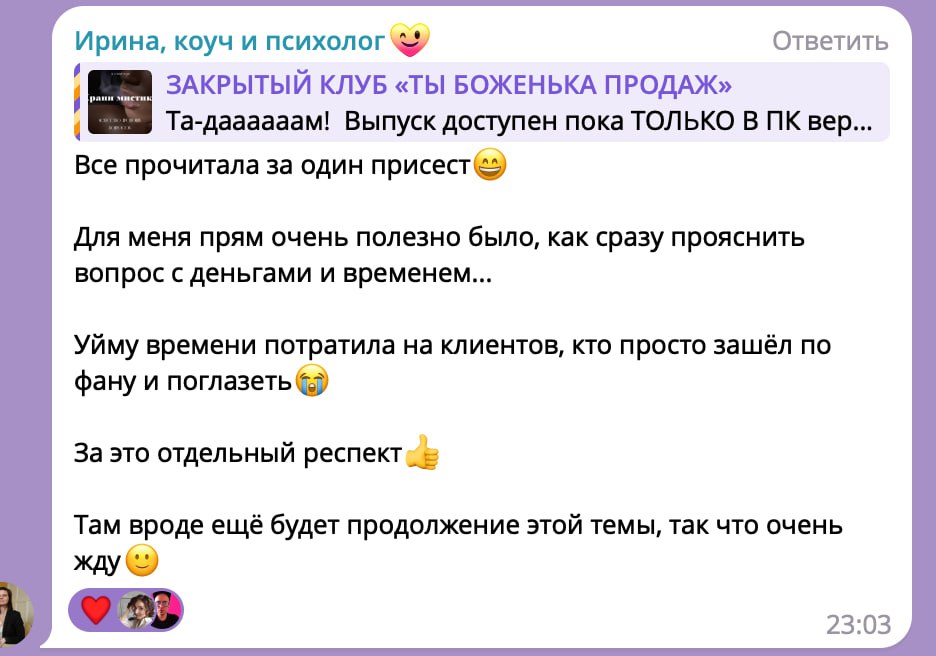 Ирина, коуч и психолог😍 Ответить
ЗАКРЫТЫЙ КЛУБ «ТЫ БОЖЕНЬКА ПРОДАЖ»
Та-даааааам! Выпуск доступен пока ТОЛЬКО В ПК вер...
Все прочитала за один присест😄
Для меня прям очень полезно было, как сразу прояснить
вопрос с деньгами и временем...
Уйму времени потратила на клиентов, кто просто зашёл по
фану и поглазеть😭
За это отдельный респект👍
Там вроде ещё будет продолжение этой темы, так что очень
жду🙂
23:03